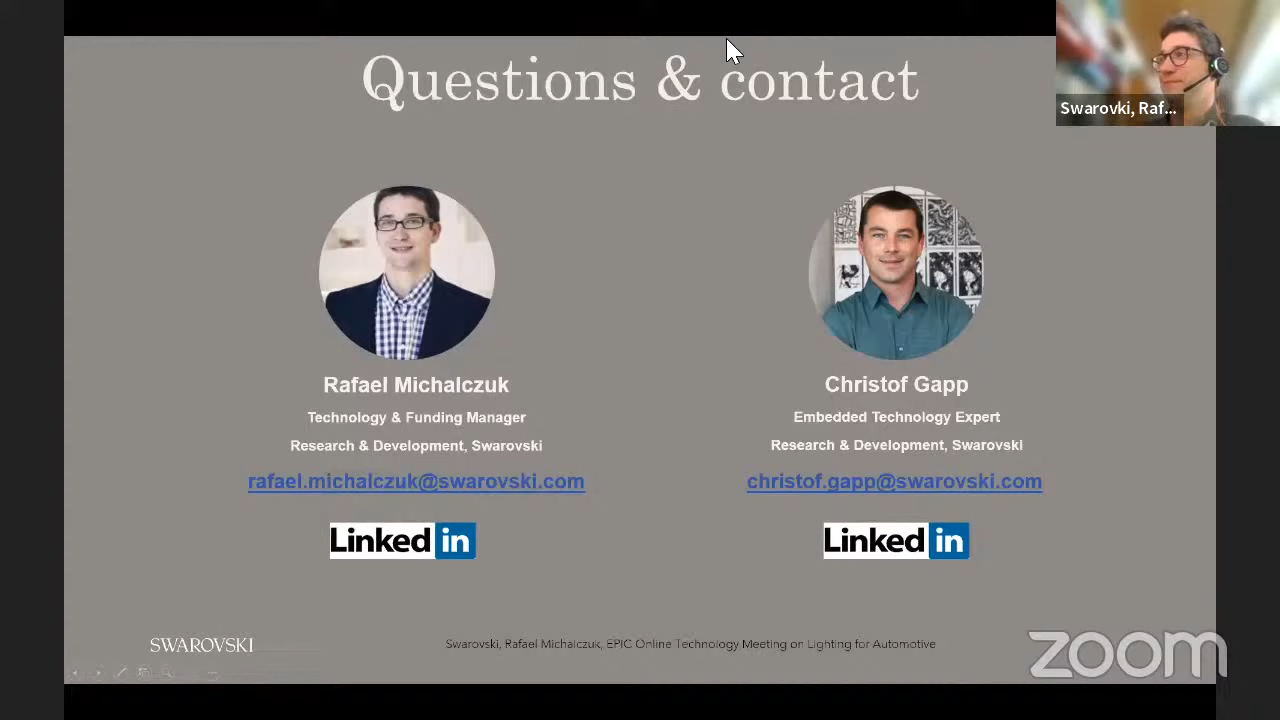 Questions & contact
Swarovki, Raf...
Rafael Michalczuk
Technology & Funding Manager
Research & Development, Swarovski
rafael.michalczuk@swarovski.com
Linked in
Christof Gapp
Embedded Technology Expert
Research & Development, Swarovski
christof.gapp@swarovski.com
Linked in
SWAROVSKI
Swarovski, Rafael Michalczuk, EPIC Online Technology Meeting on Lighting for Automotive
zoom